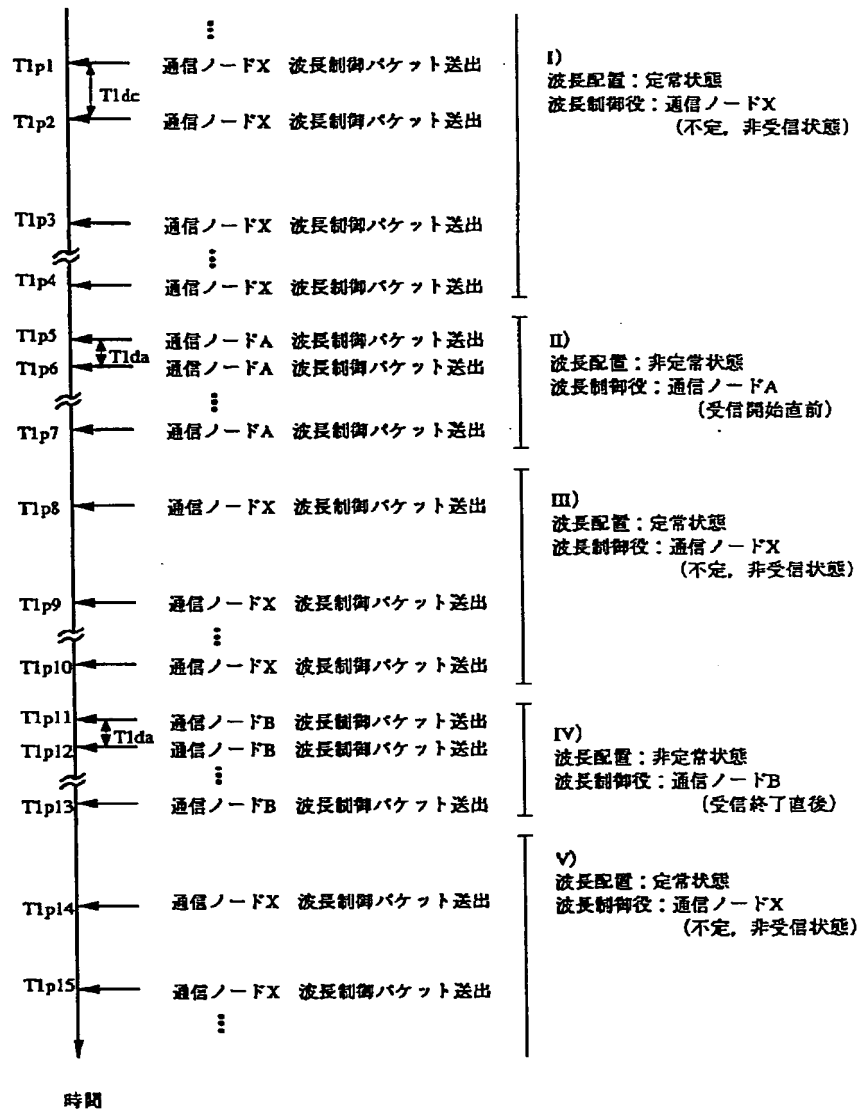 T1p1 通信ノードX 波長制御パケット送出
T1dc
T1p2 通信ノードX 波長制御パケット送出
T1p3 通信ノードX 波長制御パケット送出
T1p4 通信ノードX 波長制御パケット送出
I)
波長配置：定常状態
波長制御役：通信ノードX
(不定，非受信状態)
T1p5 通信ノードA 波長制御パケット送出
T1da
T1p6 通信ノードA 波長制御パケット送出
T1p7 通信ノードA 波長制御パケット送出
II)
波長配置：非定常状態
波長制御役：通信ノードA
(受信開始直前)
T1p8 通信ノードX 波長制御パケット送出
T1p9 通信ノードX 波長制御パケット送出
T1p10 通信ノードX 波長制御パケット送出
III)
波長配置：定常状態
波長制御役：通信ノードX
(不定，非受信状態)
T1p11 通信ノードB 波長制御パケット送出
T1da
T1p12 通信ノードB 波長制御パケット送出
T1p13 通信ノードB 波長制御パケット送出
IV)
波長配置：非定常状態
波長制御役：通信ノードB
(受信終了直後)
T1p14 通信ノードX 波長制御パケット送出
T1p15 通信ノードX 波長制御パケット送出
V)
波長配置：定常状態
波長制御役：通信ノードX
(不定，非受信状態)
時間